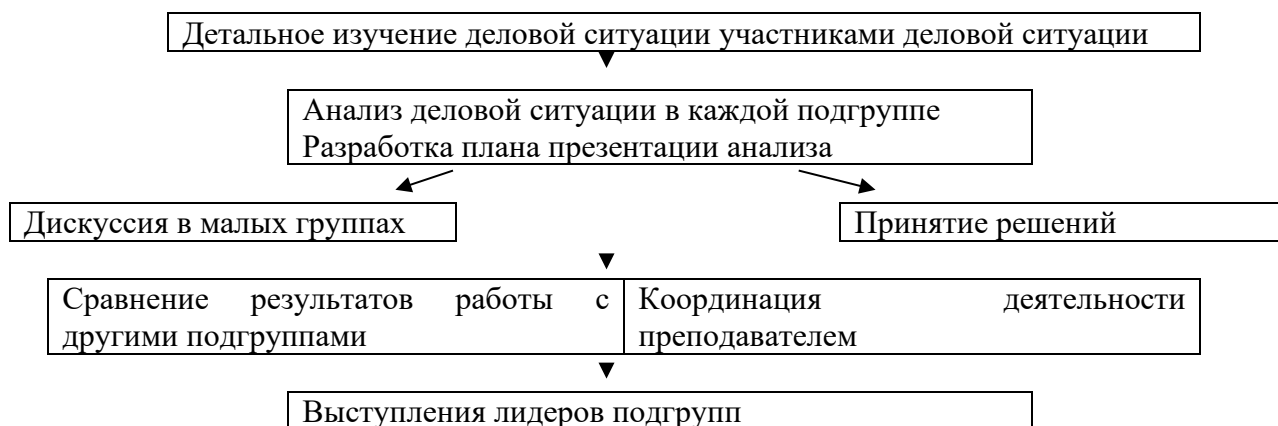 Детальное изучение деловой ситуации участниками деловой ситуации
Анализ деловой ситуации в каждой подгруппе
Разработка плана презентации анализа
Дискуссия в малых группах
Принятие решений
Сравнение результатов работы с
другими подгруппами
Координация деятельности
преподавателем
Выступления лидеров подгрупп